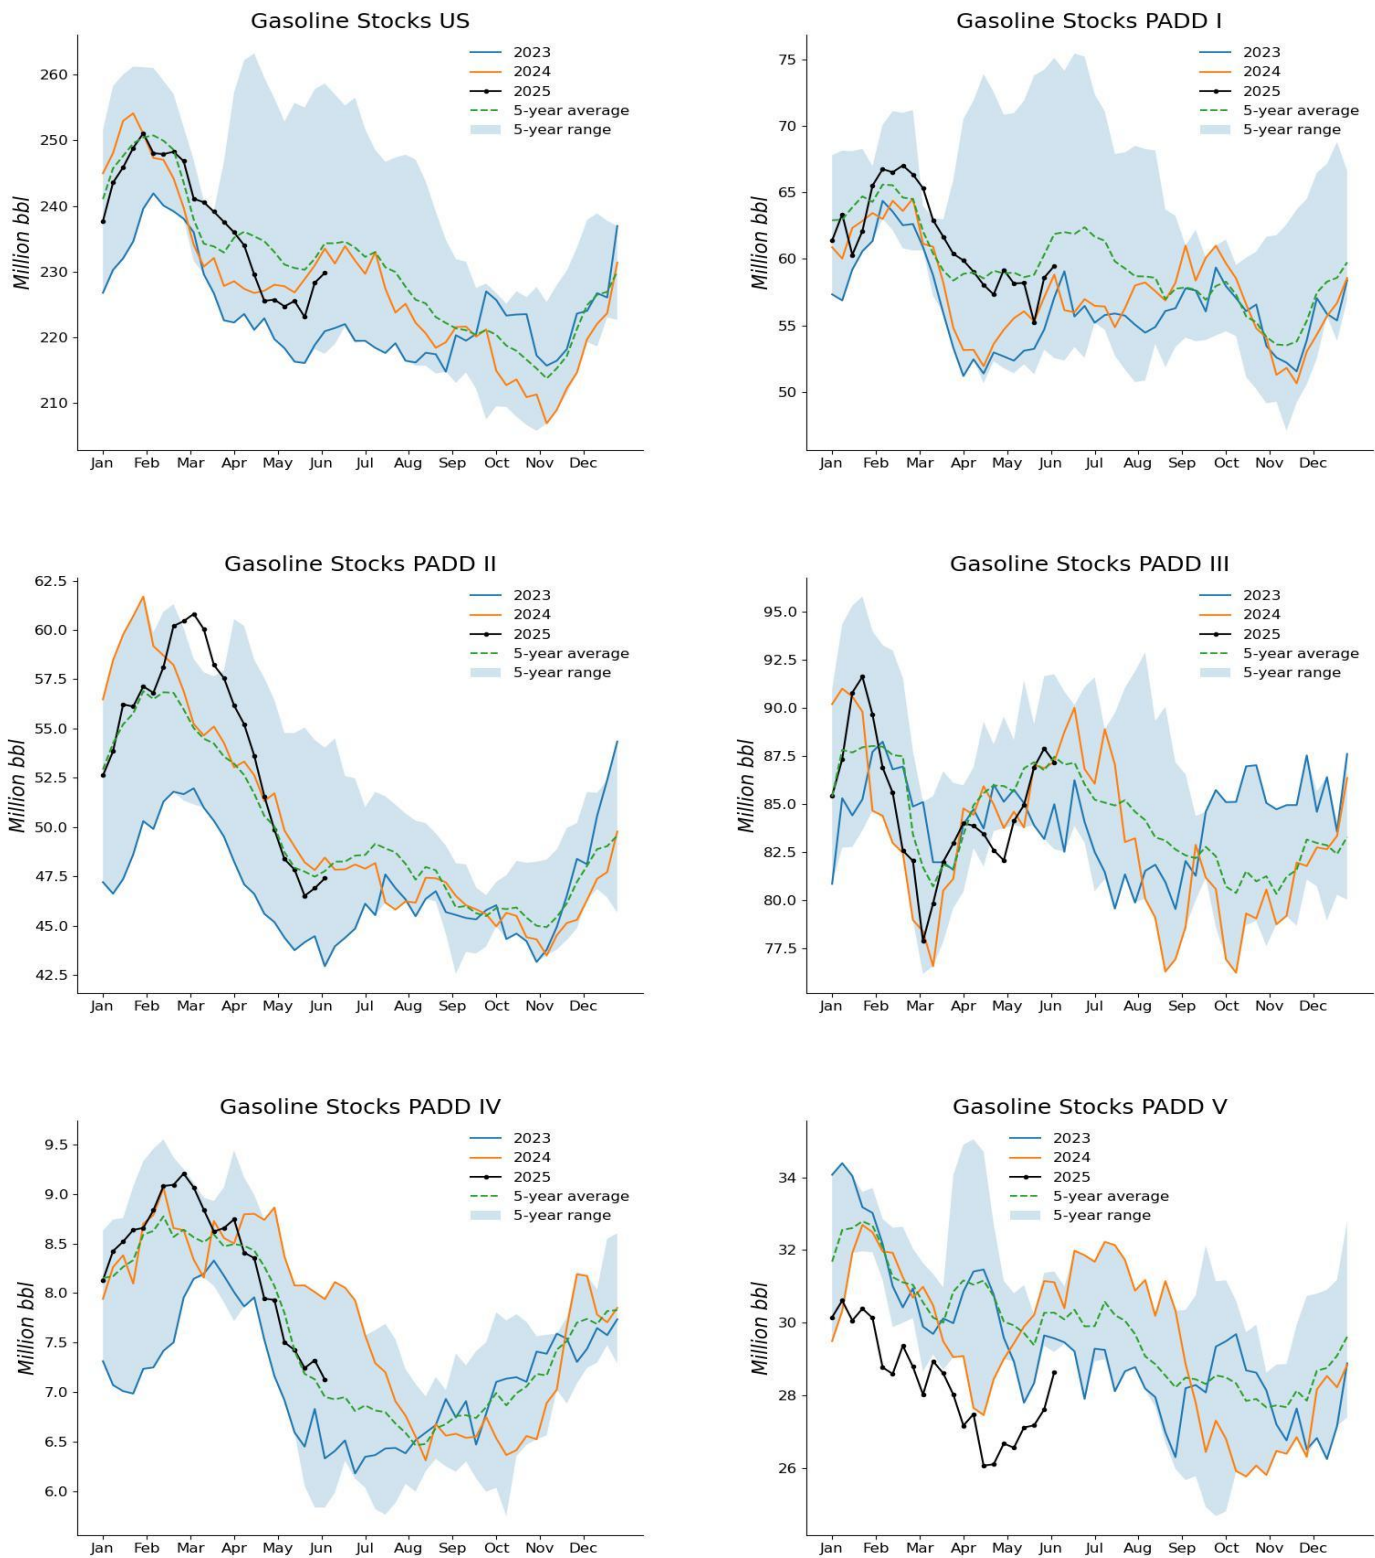 Gasoline Stocks US
Million bbl
260
250
240
230
220
210
2023
2024
2025
5-year average
5-year range
Jan Feb Mar Apr May Jun Jul Aug Sep Oct Nov Dec
Gasoline Stocks PADD I
Million bbl
75
70
65
60
55
50
2023
2024
2025
5-year average
5-year range
Jan Feb Mar Apr May Jun Jul Aug Sep Oct Nov Dec
Gasoline Stocks PADD II
Million bbl
62.5
60.0
57.5
55.0
52.5
50.0
47.5
45.0
42.5
2023
2024
2025
5-year average
5-year range
Jan Feb Mar Apr May Jun Jul Aug Sep Oct Nov Dec
Gasoline Stocks PADD III
Million bbl
95.0
92.5
90.0
87.5
85.0
82.5
80.0
77.5
2023
2024
2025
5-year average
5-year range
Jan Feb Mar Apr May Jun Jul Aug Sep Oct Nov Dec
Gasoline Stocks PADD IV
Million bbl
9.5
9.0
8.5
8.0
7.5
7.0
6.5
6.0
2023
2024
2025
5-year average
5-year range
Jan Feb Mar Apr May Jun Jul Aug Sep Oct Nov Dec
Gasoline Stocks PADD V
Million bbl
34
32
30
28
26
2023
2024
2025
5-year average
5-year range
Jan Feb Mar Apr May Jun Jul Aug Sep Oct Nov Dec